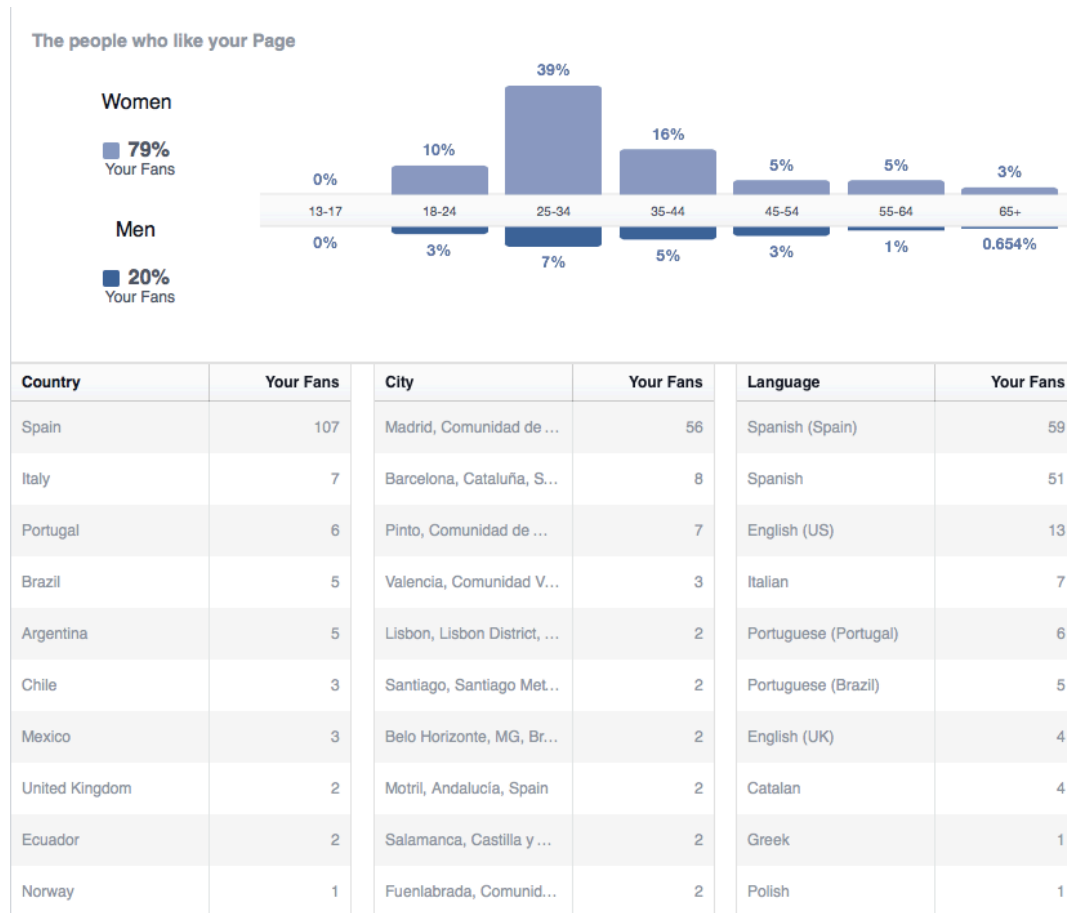 The people who like your Page
39%
Women
16%
79%
10%
Your Fans
5%
5%
3%
0%
13-17 18-24 25-34 35-44 45-54 55-64 65+
Men
0%
3%
7%
5%
3%
1%
0.654%
20%
Your Fans
Country Your Fans City Your Fans Language Your Fans
Spain 107 Madrid, Comunidad de ... 56 Spanish (Spain) 59
Italy 7 Barcelona, Cataluña, S... 8 Spanish 51
Portugal 6 Pinto, Comunidad de ... 7 English (US) 13
Brazil 5 Valencia, Comunidad V... 3 Italian 7
Argentina 5 Lisbon, Lisbon District, ... 2 Portuguese (Portugal) 6
Chile 3 Santiago, Santiago Met... 2 Portuguese (Brazil) 5
Mexico 3 Belo Horizonte, MG, Br... 2 English (UK) 4
United Kingdom 2 Motril, Andalucía, Spain 2 Catalan 4
Ecuador 2 Salamanca, Castilla y ... 2 Greek 1
Norway 1 Fuenlabrada, Comunid... 2 Polish 1